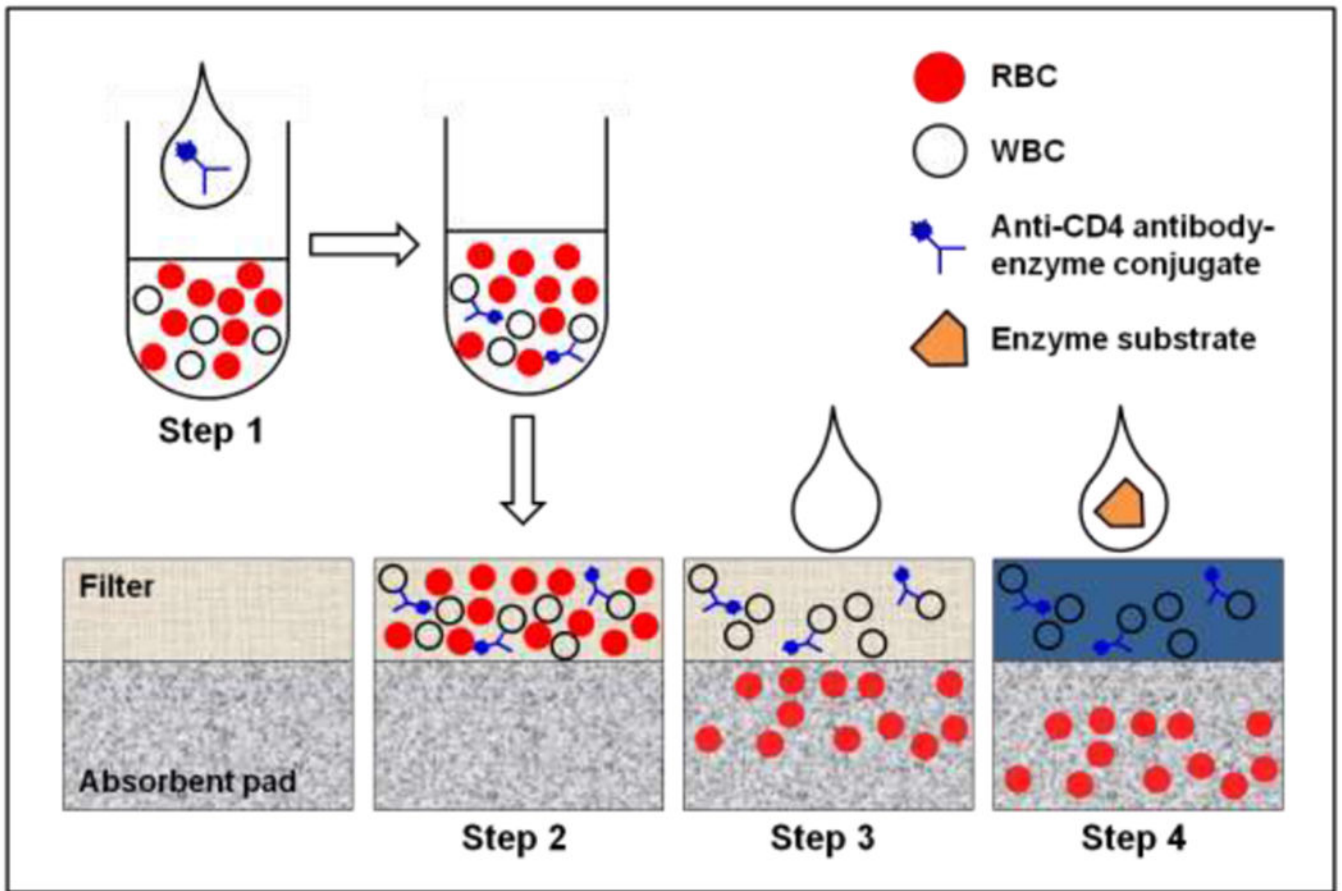 RBC
WBC
Anti-CD4 antibody-
enzyme conjugate
Enzyme substrate
Step 1
Filter
Absorbent pad
Step 2
Step 3
Step 4